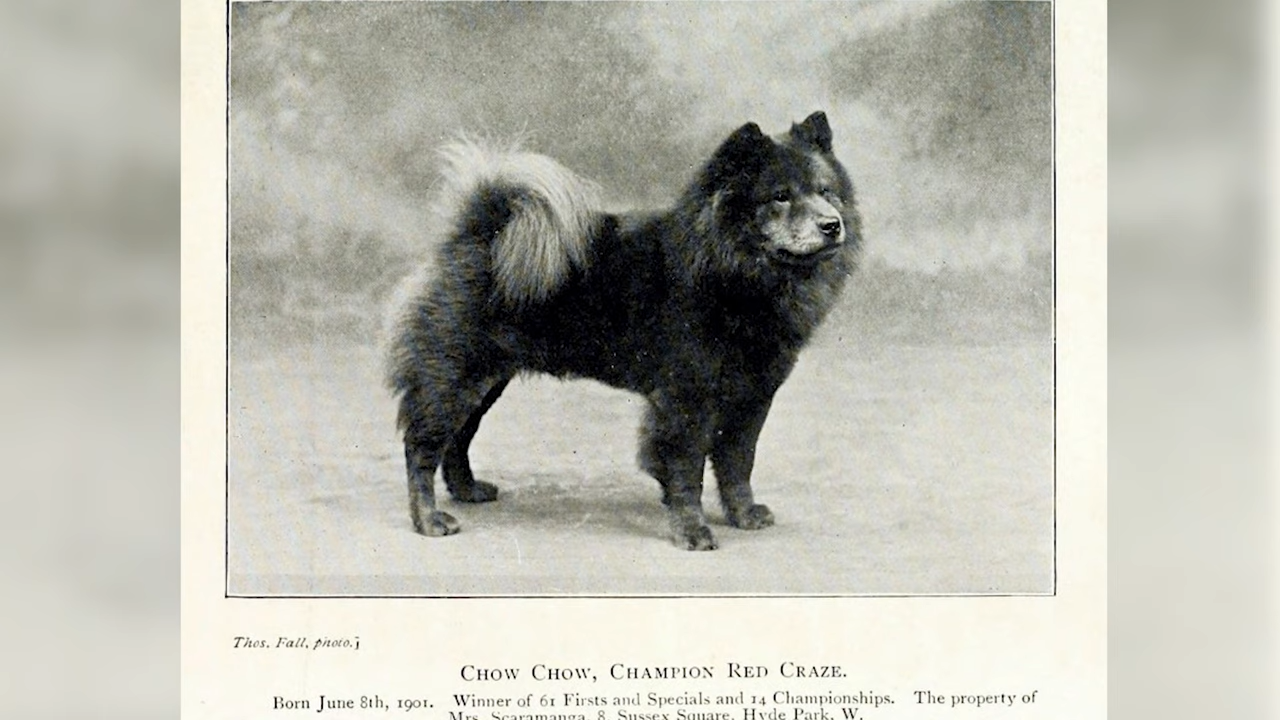 Thos. Fall, photo.]
Chow Chow, Champion Red Craze.
Born June 8th, 1901. Winner of 61 Firsts and Specials and 14 Championships. The property of
Mrs. Scaramanga, 8, Sussex Square, Hyde Park, W.